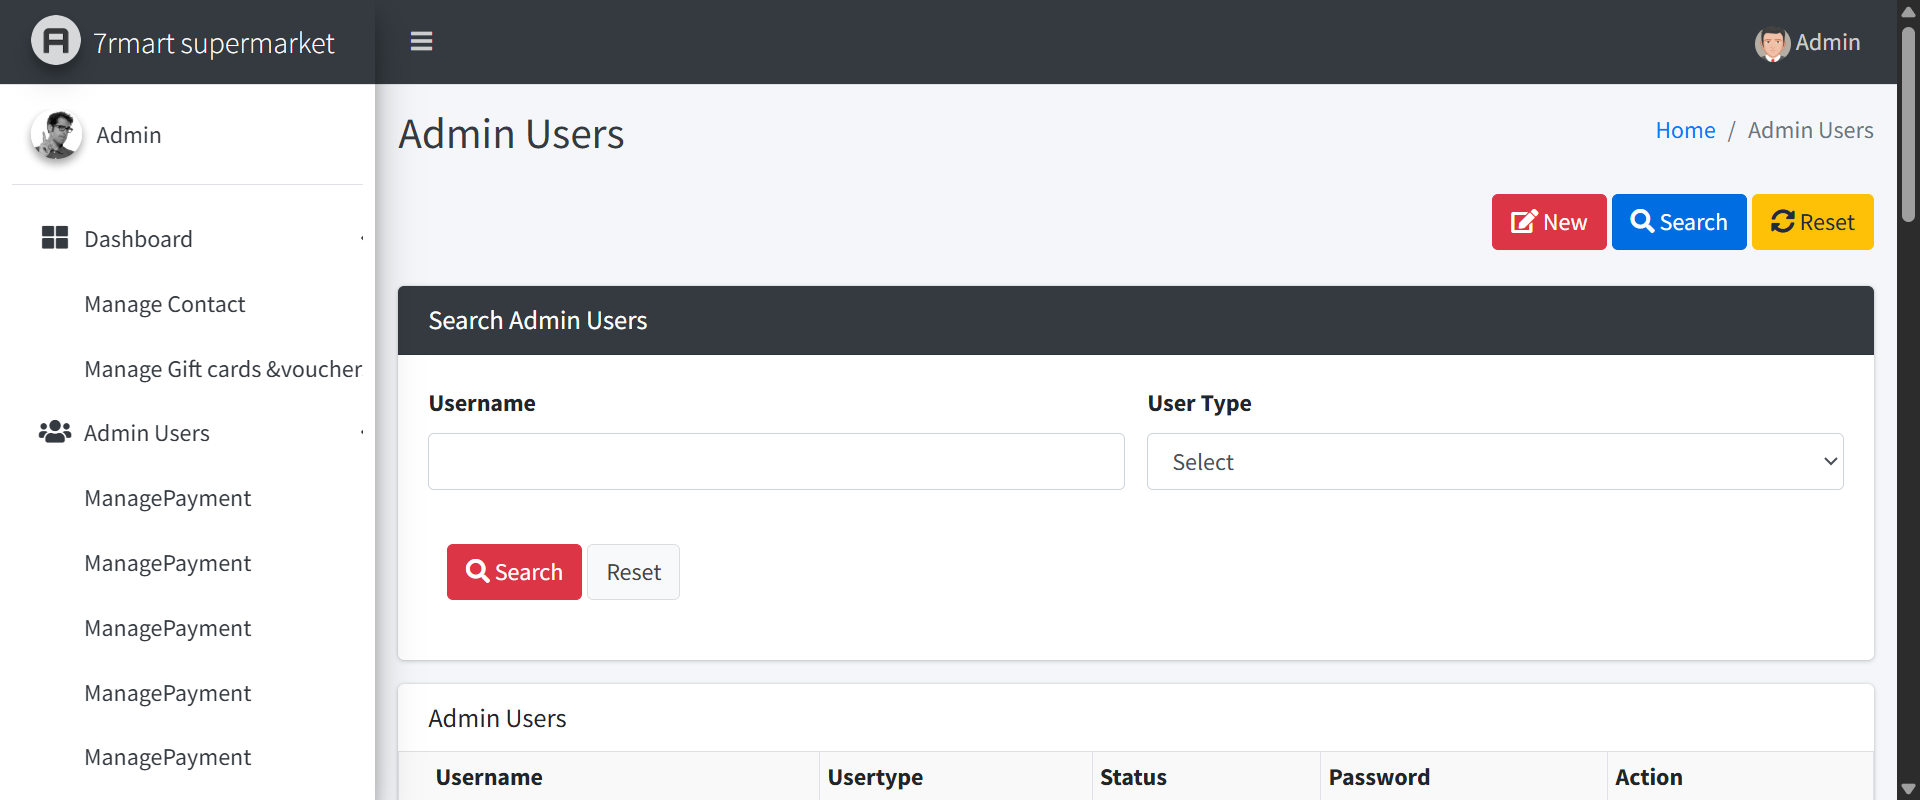 7rmart supermarket
Admin
Admin
Dashboard
Manage Contact
Manage Gift cards &voucher
Admin Users
ManagePayment
ManagePayment
ManagePayment
ManagePayment
ManagePayment
Admin Users
Home / Admin Users
New Search Reset
Search Admin Users
Username User Type
Select
Search Reset
Admin Users
Username Usertype Status Password Action